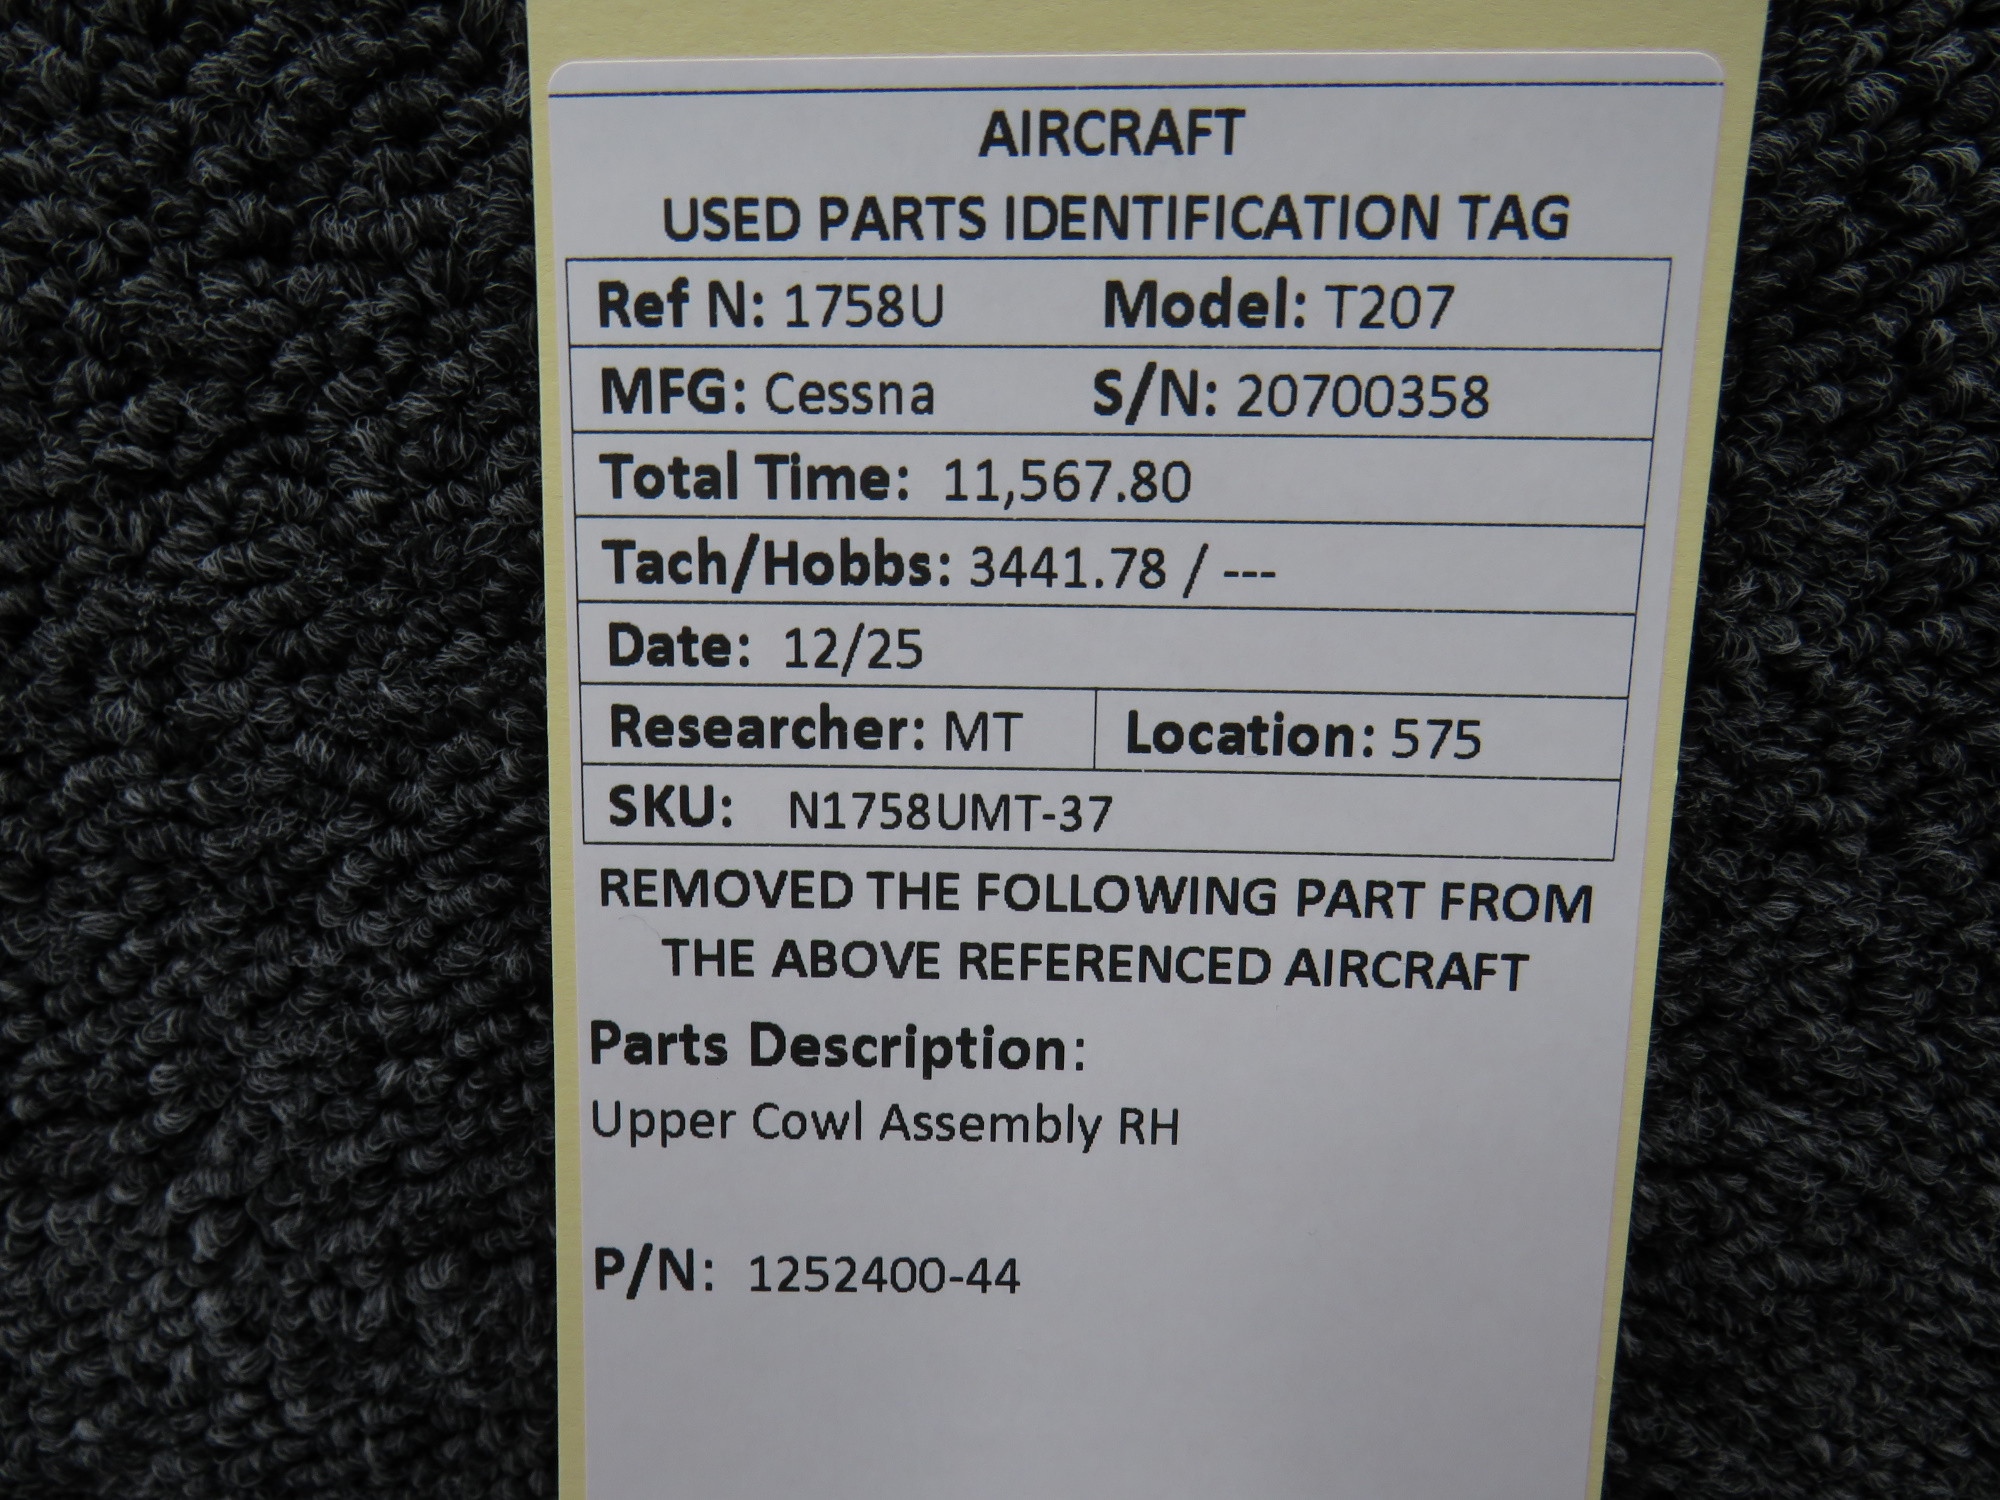 AIRCRAFT
USED PARTS IDENTIFICATION TAG
Ref N: 1758U Model: T207
MFG: Cessna S/N: 20700358
Total Time: 11,567.80
Tach/Hobbs: 3441.78 / ---
Date: 12/25
Researcher: MT Location: 575
SKU: N1758UMT-37
REMOVED THE FOLLOWING PART FROM
THE ABOVE REFERENCED AIRCRAFT
Parts Description:
Upper Cowl Assembly RH
P/N: 1252400-44